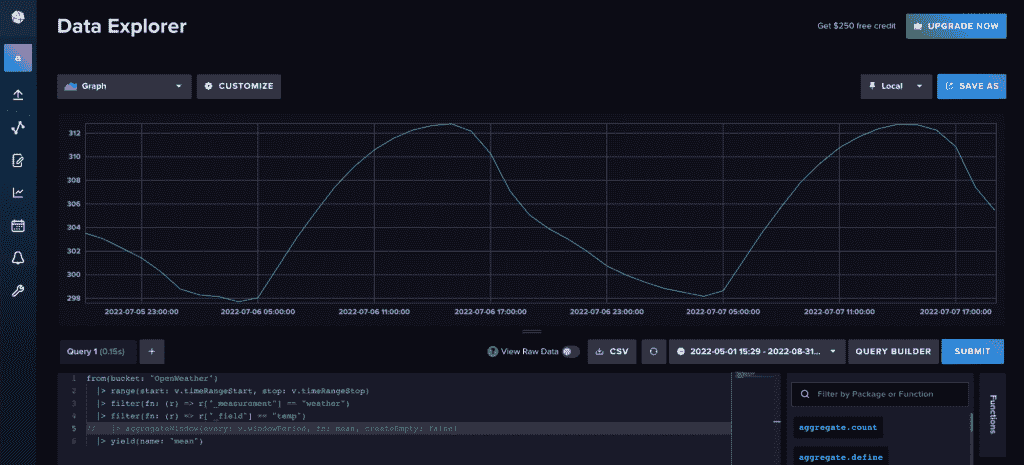 Data Explorer
Get $250 free credit
UPGRADE NOW
a
Graph
CUSTOMIZE
Local
SAVE AS
312
310
308
306
304
302
300
298
2022-07-05 23:00:00
2022-07-06 05:00:00
2022-07-06 11:00:00
2022-07-06 17:00:00
2022-07-06 23:00:00
2022-07-07 05:00:00
2022-07-07 11:00:00
2022-07-07 17:00:00
Query 1 (0.15s)
+
? View Raw Data
CSV
2022-05-01 15:29 - 2022-08-31...
QUERY BUILDER
SUBMIT
1 from(bucket: "OpenWeather")
2 |> range(start: v.timeRangeStart, stop: v.timeRangeStop)
3 |> filter(fn: (r) => r["_measurement"] == "weather")
4 |> filter(fn: (r) => r["_field"] == "temp")
5 // |> aggregateWindow(every: v.windowPeriod, fn: mean, createEmpty: false)
6 |> yield(name: "mean")
Filter by Package or Function
aggregate.count
aggregate.define
Functions